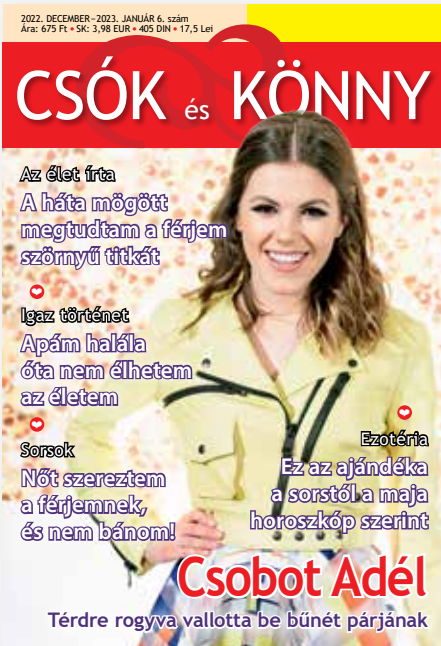 2022. DECEMBER–2023. JANUÁR 6. szám
Ára: 675 Ft • SK: 3,98 EUR • 405 DIN • 17,5 Lei
CSÓK és KÖNNY
Az élet írta
A háta mögött
megtudtam a férjem
szörnyű titkát
Igaz történet
Apám halála
óta nem élhetem
az életem
Sorsok
Nőt szereztem
a férjemnek,
és nem bánom!
Ezotéria
Ez az ajándéka
a sorstól a maja
horoszkóp szerint
Csobot Adél
Térdre rogyva vallotta be bűnét párjának